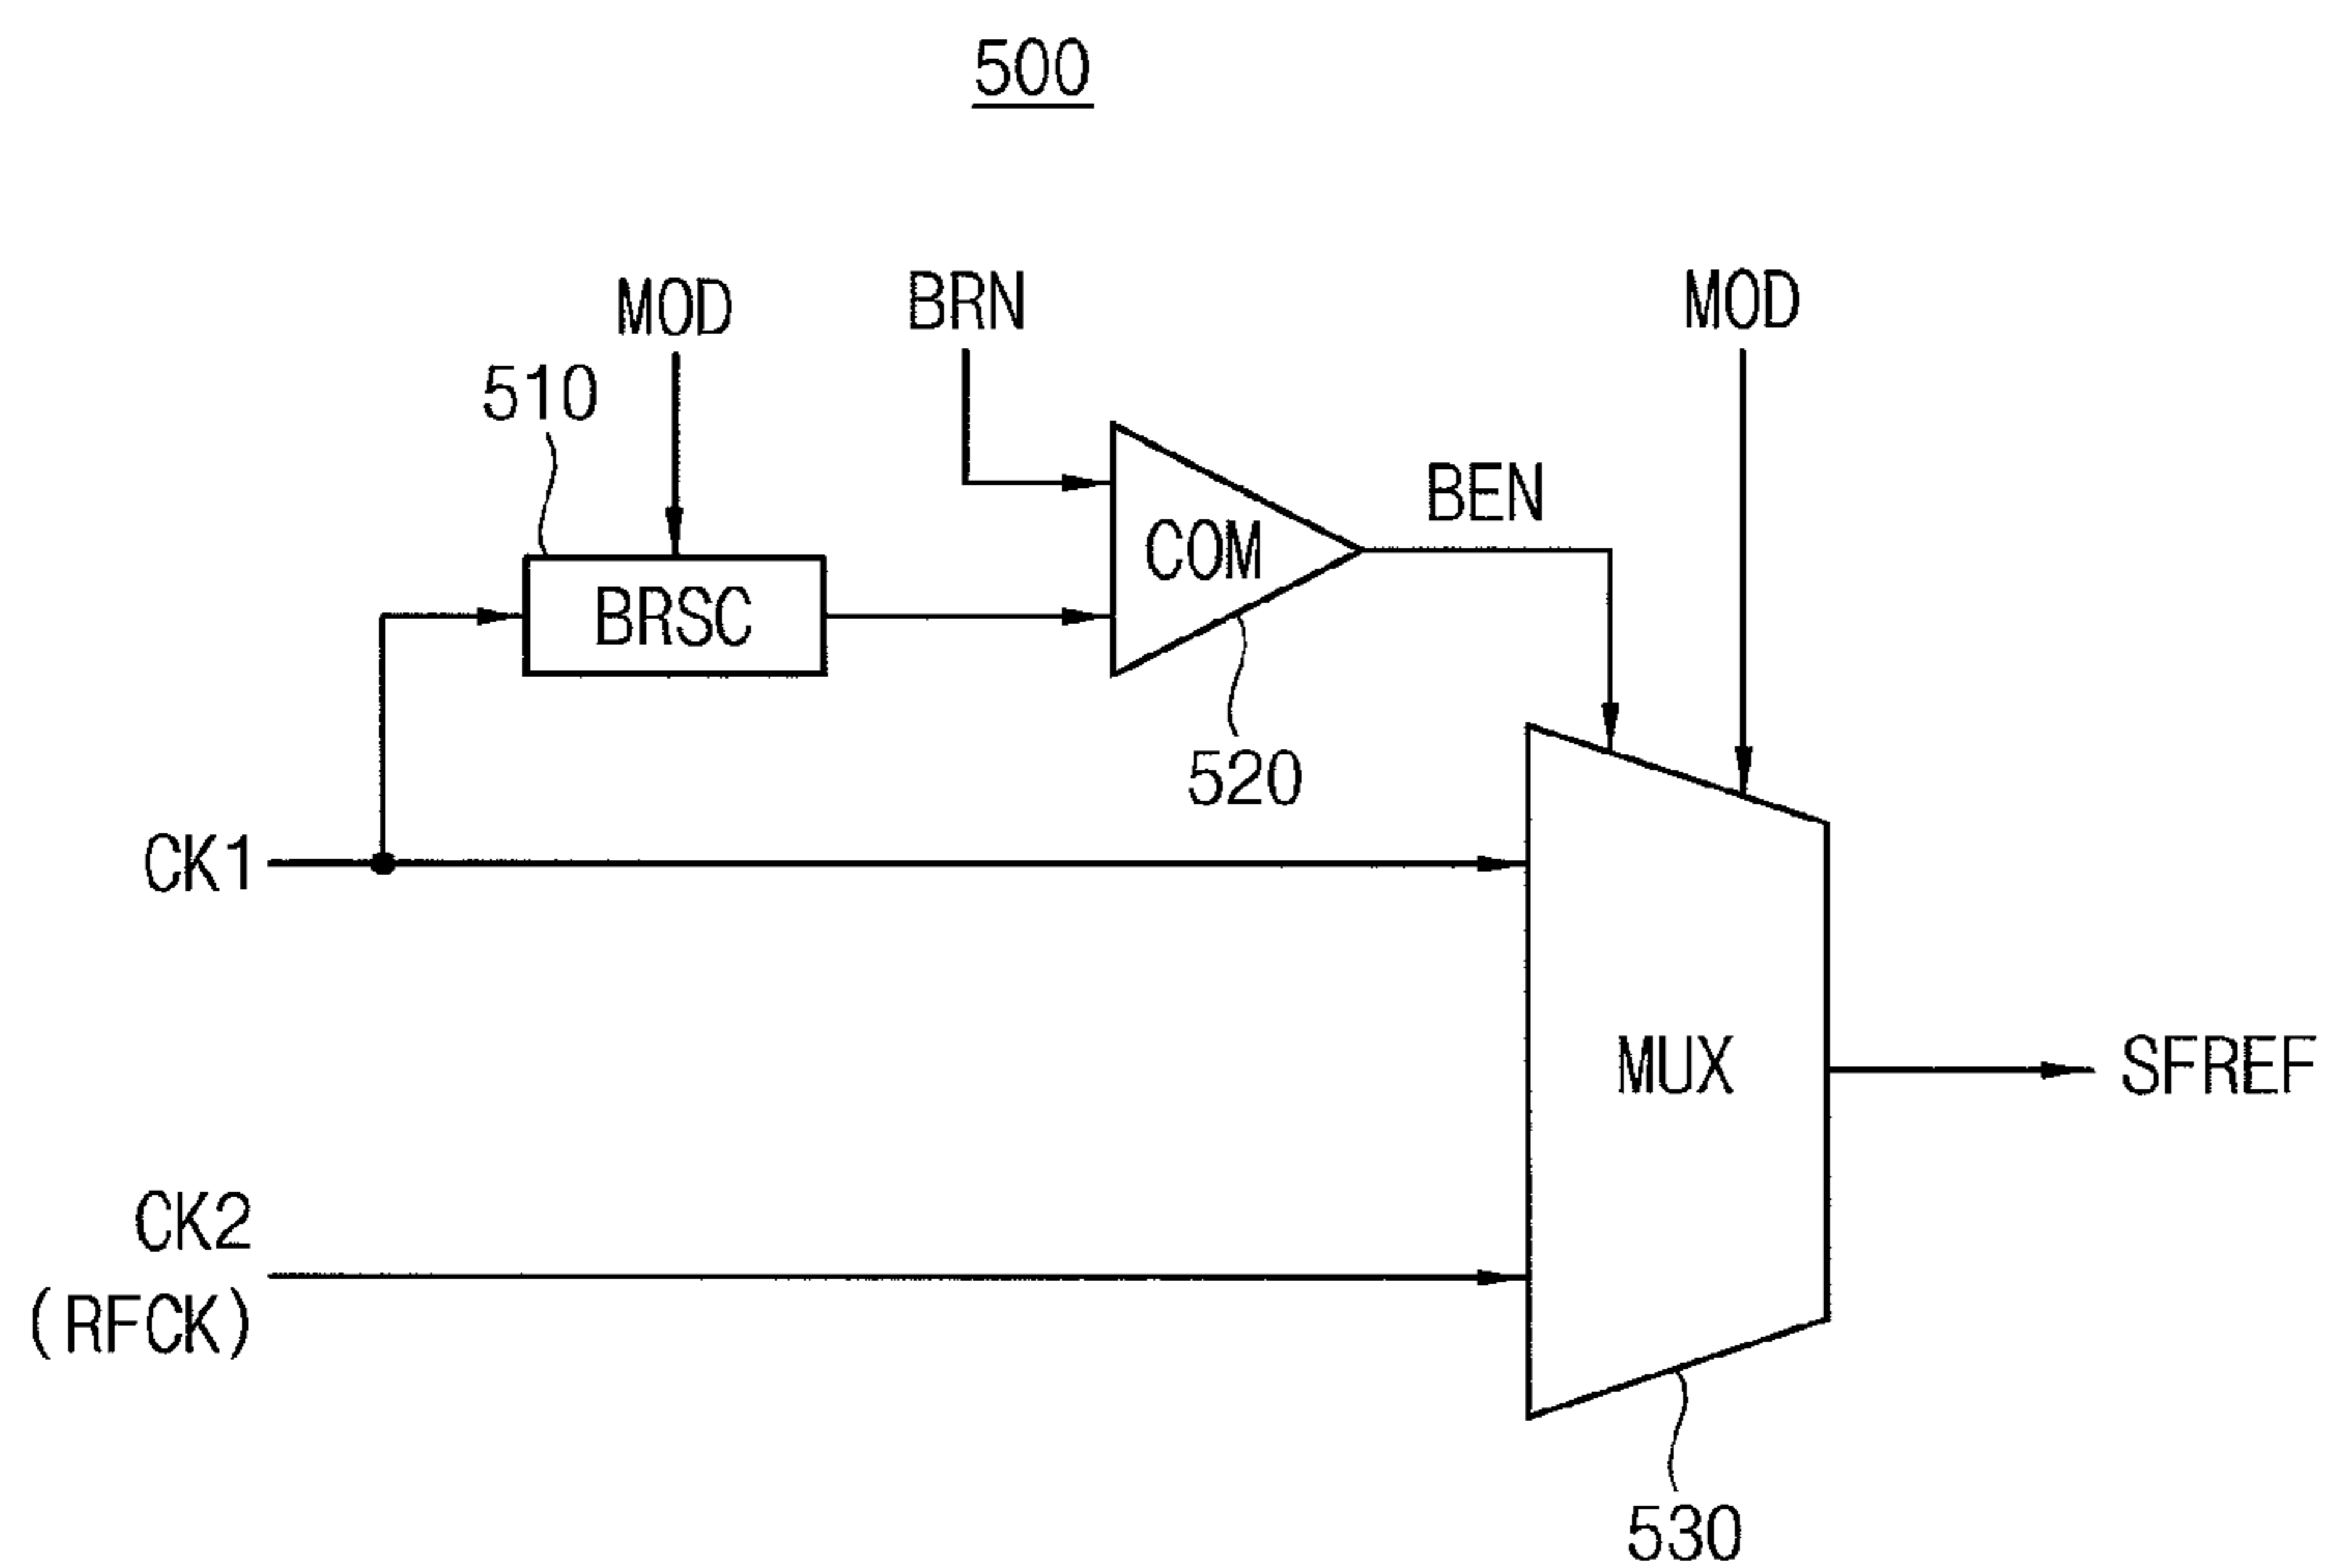 500
MOD
BRN
MOD
510
BEN
COM
BRSC
520
CK1
MUX
SFREF
CK2
(RFCK)
530